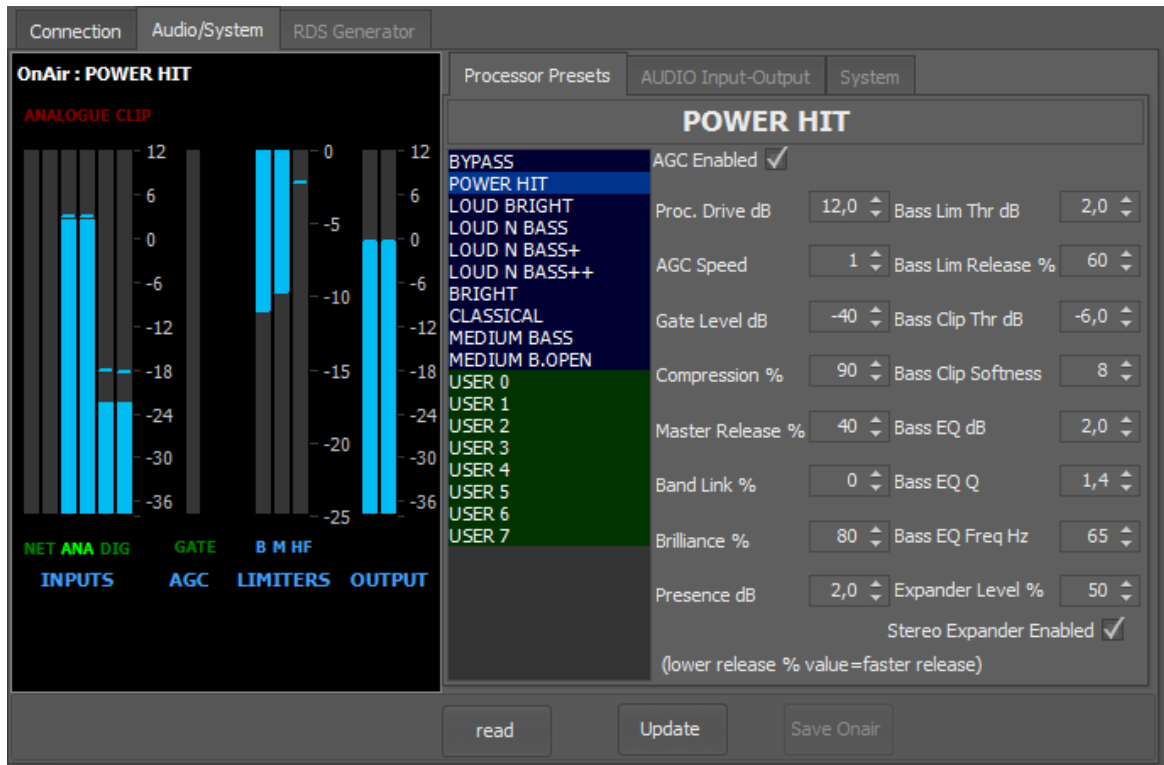 Connection Audio/System RDS Generator
OnAir : POWER HIT
ANALOGUE CLIP
12 0 12
6 -5 6
0 0
-6 -10 -6
-12 -12
-18 -15 -18
-24 -20 -24
-30 -30
-36 -25 -36
NET ANA DIG GATE B M HF
INPUTS AGC LIMITERS OUTPUT
Processor Presets AUDIO Input-Output System
POWER HIT
BYPASS
POWER HIT
LOUD BRIGHT
LOUD N BASS
LOUD N BASS+
LOUD N BASS++
BRIGHT
CLASSICAL
MEDIUM BASS
MEDIUM B.OPEN
USER 0
USER 1
USER 2
USER 3
USER 4
USER 5
USER 6
USER 7
AGC Enabled
Proc. Drive dB 12,0 Bass Lim Thr dB 2,0
AGC Speed 1 Bass Lim Release % 60
Gate Level dB -40 Bass Clip Thr dB -6,0
Compression % 90 Bass Clip Softness 8
Master Release % 40 Bass EQ dB 2,0
Band Link % 0 Bass EQ Q 1,4
Brilliance % 80 Bass EQ Freq Hz 65
Presence dB 2,0 Expander Level % 50
Stereo Expander Enabled
(lower release % value=faster release)
read Update Save Onair